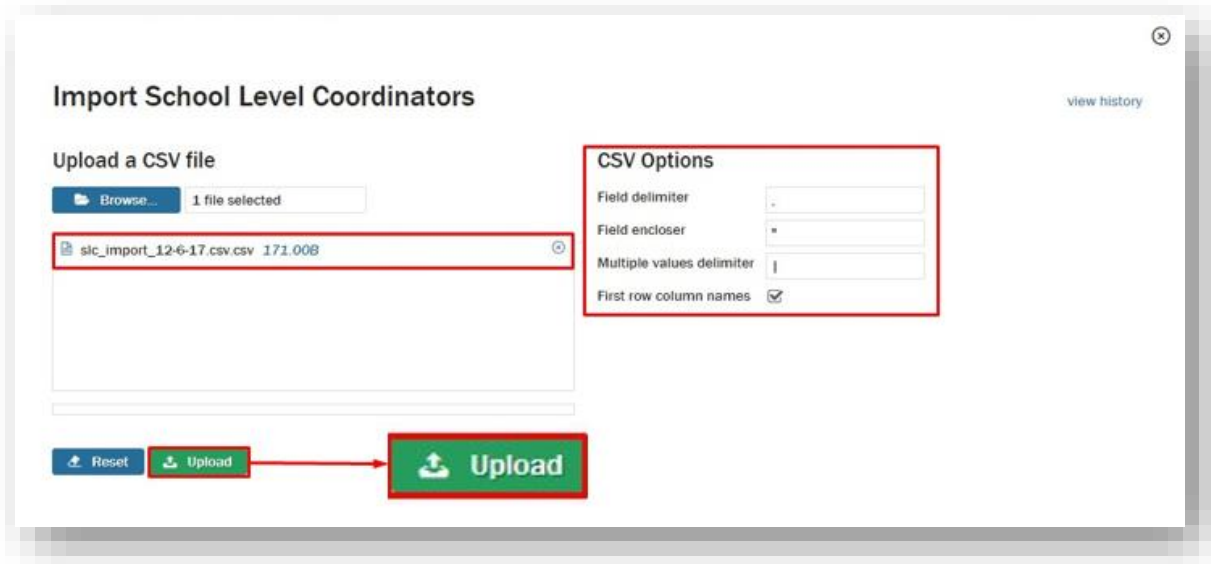 view history
Import School Level Coordinators
Upload a CSV file
Browse... 1 file selected
slc_import_12-6-17.csv.csv 171.00B
Reset Upload
Upload
CSV Options
Field delimiter ,
Field encloser "
Multiple values delimiter |
First row column names